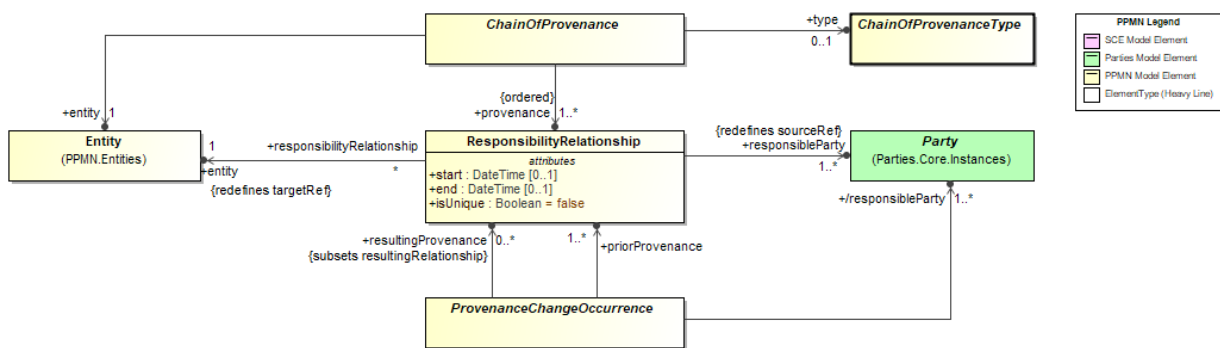 ChainOfProvenance
+type
0..1
ChainOfProvenanceType
PPMN Legend
SCE Model Element
Parties Model Element
PPMN Model Element
ElementType (Heavy Line)
{ordered}
+provenance
1..*
+entity
1
Entity
(PPMN.Entities)
1
+responsibilityRelationship
+entity
*
{redefines targetRef}
ResponsibilityRelationship
attributes
+start : DateTime [0..1]
+end : DateTime [0..1]
+isUnique : Boolean = false
{redefines sourceRef}
+responsibleParty
1..*
Party
(Parties.Core.Instances)
+/responsibleParty
1..*
+resultingProvenance
0..*
{subsets resultingRelationship}
1..*
+priorProvenance
ProvenanceChangeOccurrence